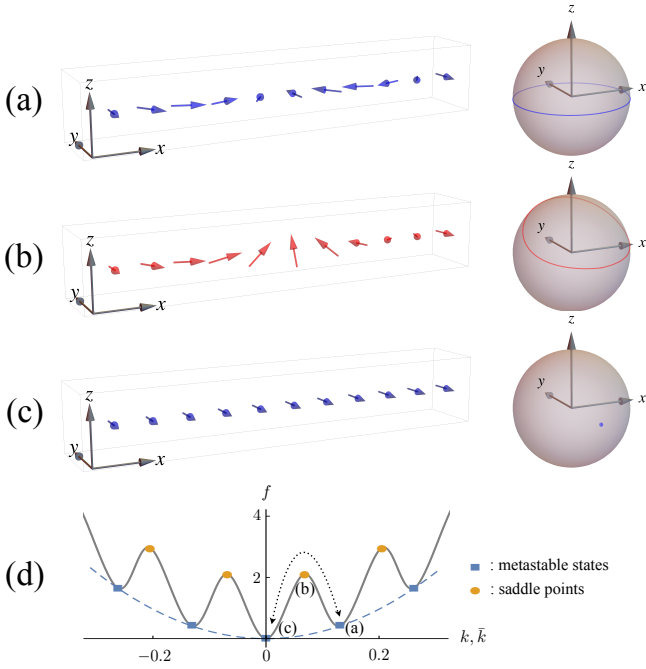 z
z
(a)
y
x
y
x
z
z
(b)
y
x
y
x
z
z
(c)
y
x
y
x
f
4
(d)
2
: metastable states
: saddle points
(b)
(c)
(a)
−0.2
0
0.2
k, k̄